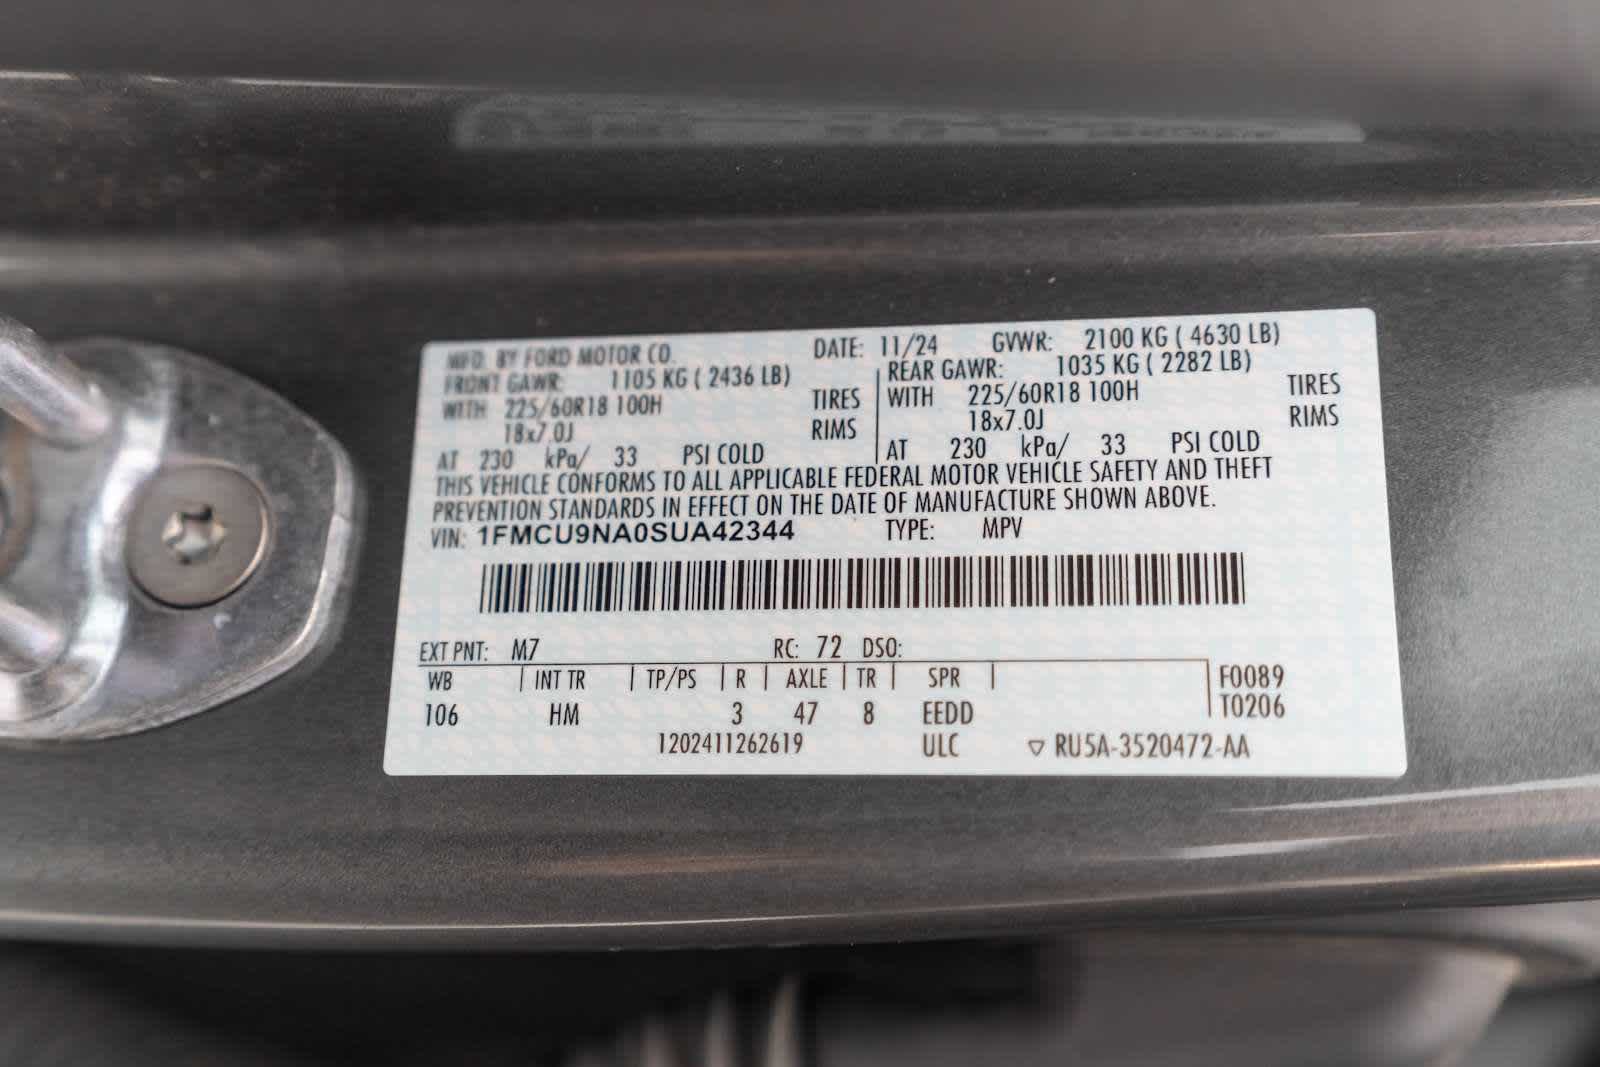 MFD. BY FORD MOTOR CO. DATE: 11/24 GVWR: 2100 KG ( 4630 LB)
FRONT GAWR: 1105 KG ( 2436 LB) REAR GAWR: 1035 KG ( 2282 LB)
WITH 225/60R18 100H TIRES WITH 225/60R18 100H TIRES
18x7.0J RIMS 18x7.0J RIMS
AT 230 kPa/ 33 PSI COLD AT 230 kPa/ 33 PSI COLD
THIS VEHICLE CONFORMS TO ALL APPLICABLE FEDERAL MOTOR VEHICLE SAFETY AND THEFT
PREVENTION STANDARDS IN EFFECT ON THE DATE OF MANUFACTURE SHOWN ABOVE.
VIN: 1FMCU9NA0SUA42344 TYPE: MPV
EXT PNT: M7 RC: 72 DSO:
WB INT TR TP/PS R AXLE TR SPR F0089
106 HM 3 47 8 EEDD T0206
1202411262619 ULC ▽ RU5A-3520472-AA